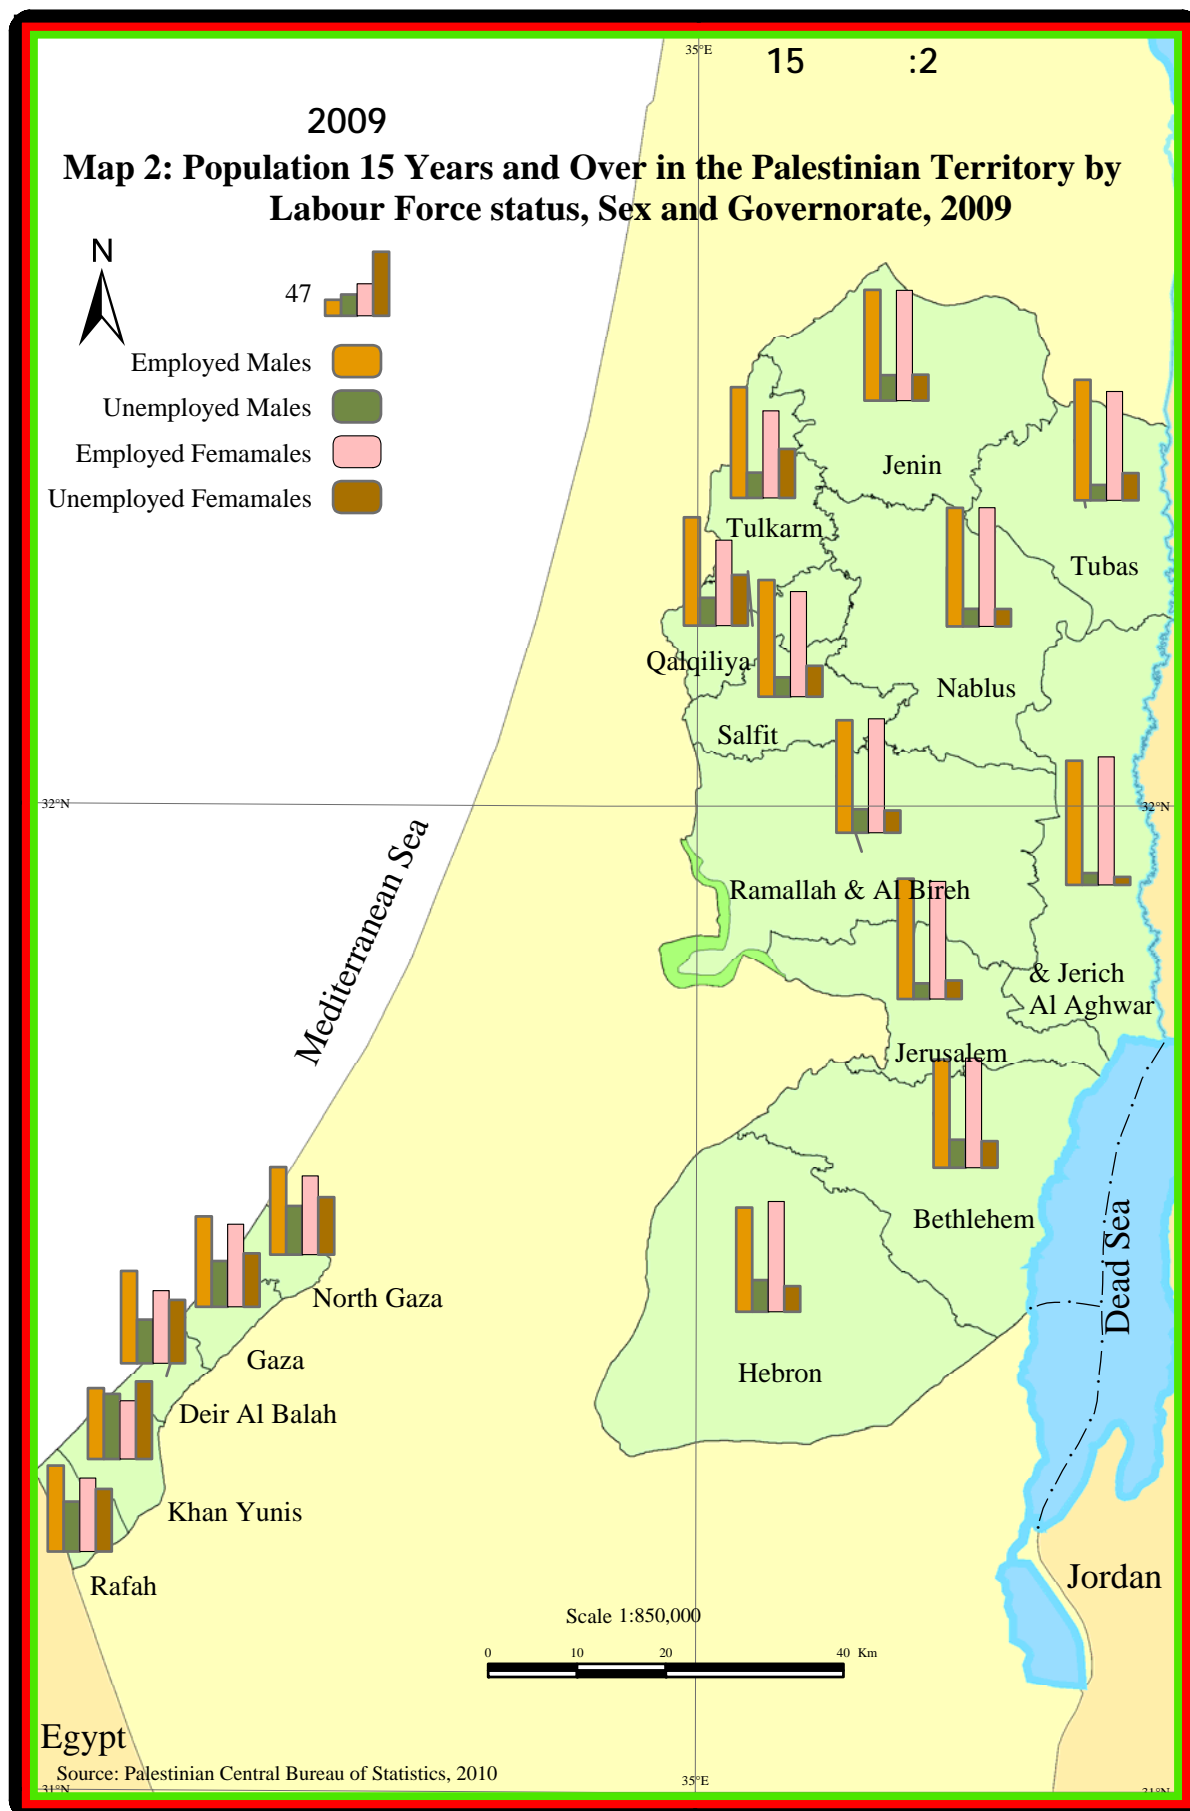 35°E
15 :2
2009
Map 2: Population 15 Years and Over in the Palestinian Territory by
Labour Force status, Sex and Governorate, 2009
N
47
Employed Males
Unemployed Males
Employed Femamales
Unemployed Femamales
Jenin
Tulkarm
Tubas
Qalqiliya
Nablus
Salfit
32°N
32°N
Mediterranean Sea
Ramallah & Al Bireh
& Jerich
Al Aghwar
Jerusalem
Bethlehem
Dead Sea
North Gaza
Gaza
Hebron
Deir Al Balah
Khan Yunis
Rafah
Jordan
Scale 1:850,000
0 10 20 40 Km
Egypt
Source: Palestinian Central Bureau of Statistics, 2010
35°E
31°N
31°N